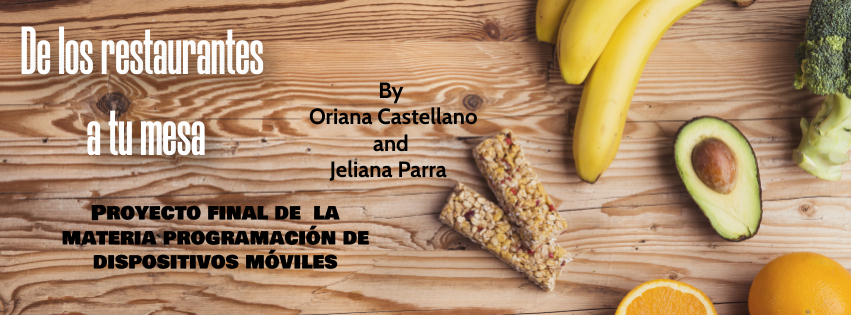 De los restaurantes
a tu mesa
By
Oriana Castellano
and
Jeliana Parra
Proyecto final de la
materia programación de
dispositivos móviles